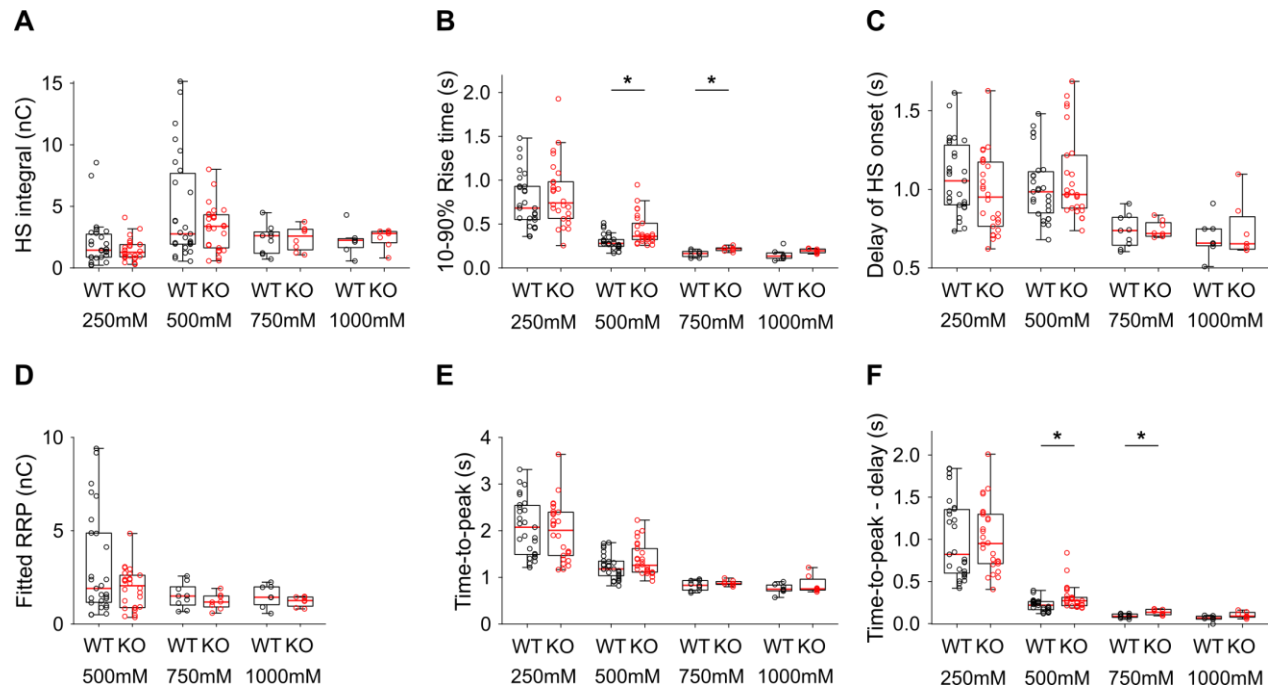 A
HS integral (nC)
15
10
5
0
WT KO WT KO WT KO WT KO
250mM 500mM 750mM 1000mM
B
10-90% Rise time (s)
2.0
1.5
1.0
0.5
0.0
* *
WT KO WT KO WT KO WT KO
250mM 500mM 750mM 1000mM
C
Delay of HS onset (s)
1.5
1.0
0.5
WT KO WT KO WT KO WT KO
250mM 500mM 750mM 1000mM
D
Fitted RRP (nC)
10
5
0
WT KO WT KO WT KO
500mM 750mM 1000mM
E
Time-to-peak (s)
4
3
2
1
0
WT KO WT KO WT KO WT KO
250mM 500mM 750mM 1000mM
F
Time-to-peak - delay (s)
2.0
1.5
1.0
0.5
0.0
* *
WT KO WT KO WT KO WT KO
250mM 500mM 750mM 1000mM